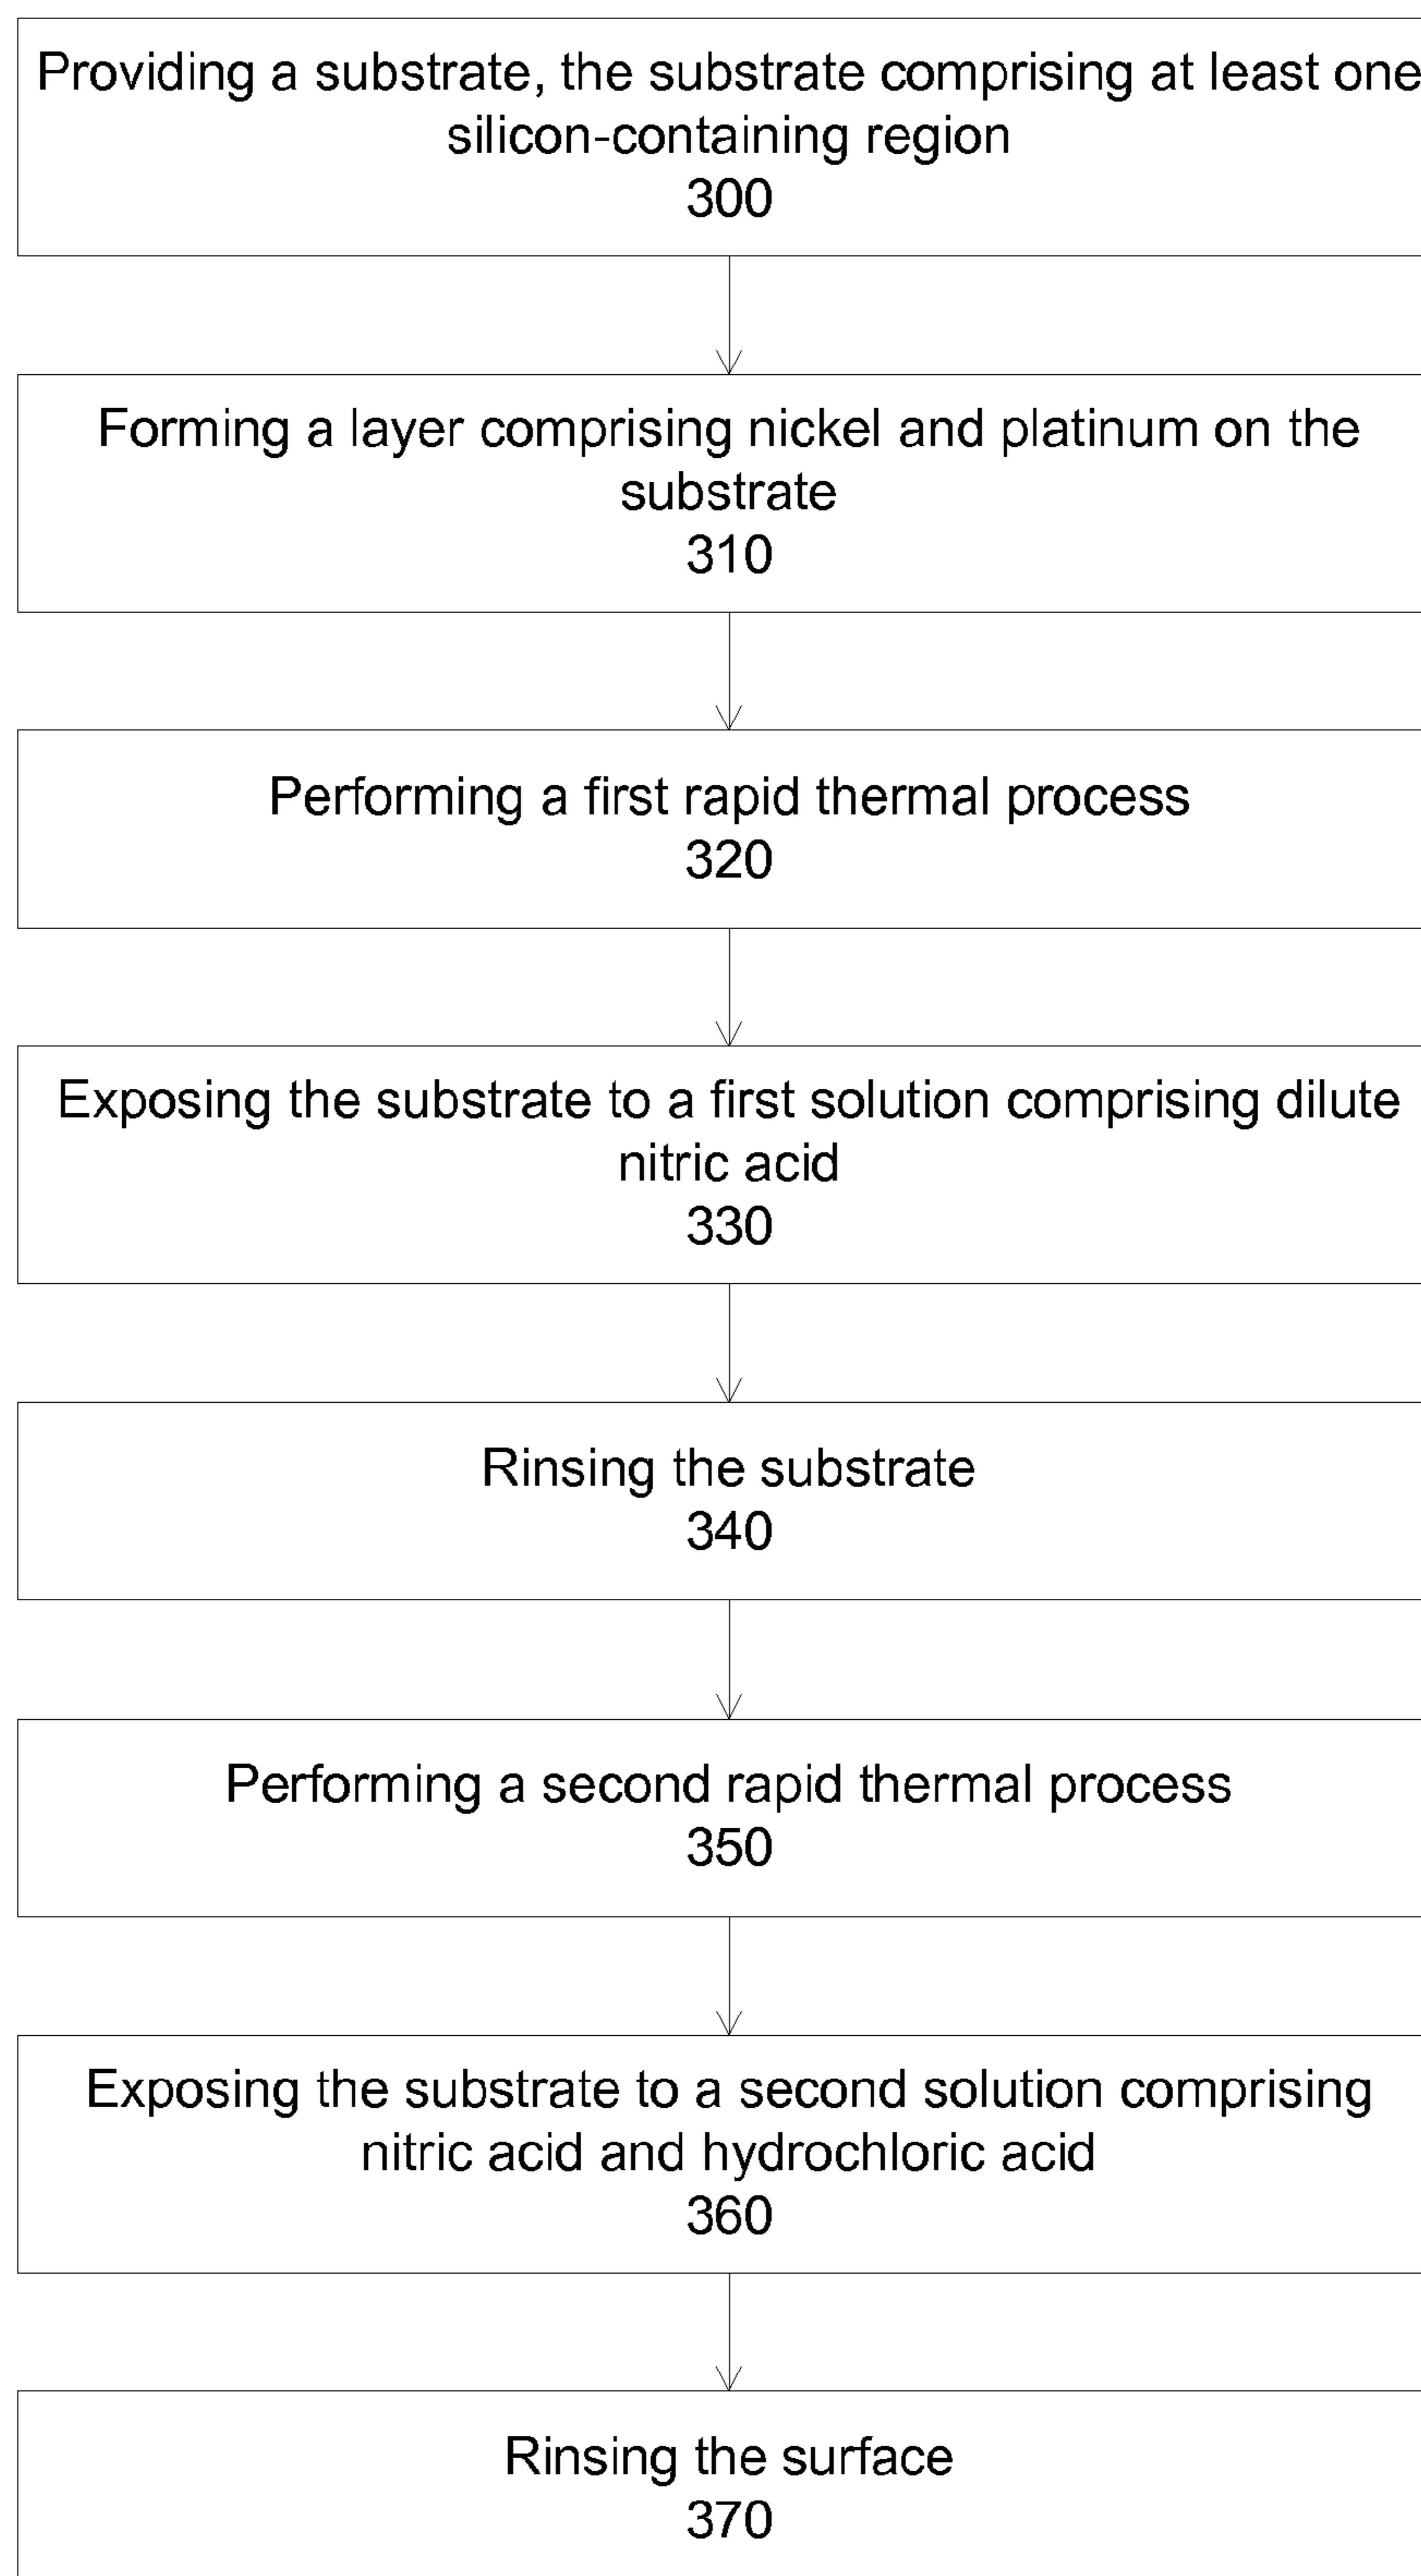 Providing a substrate, the substrate comprising at least one
silicon-containing region
300
Forming a layer comprising nickel and platinum on the
substrate
310
Performing a first rapid thermal process
320
Exposing the substrate to a first solution comprising dilute
nitric acid
330
Rinsing the substrate
340
Performing a second rapid thermal process
350
Exposing the substrate to a second solution comprising
nitric acid and hydrochloric acid
360
Rinsing the surface
370